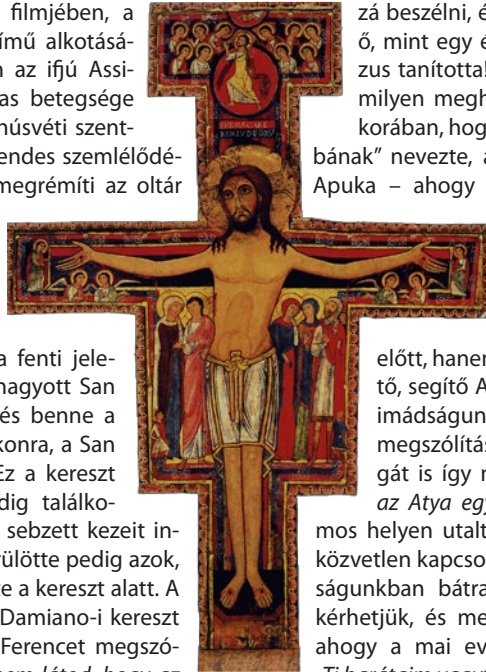 filmjében, a
című alkotásá-
az ifjú Assi-
as betegsége
húsvéti szent-
endes szemlélődé-
megrémíti az oltár
a fenti jele-
nagyott San
és benne a
konra, a San
Ez a kereszt
dig találko-
sebzett kezeit in-
ülötte pedig azok,
e a kereszt alatt. A
Damiano-i kereszt
Ferencet megszó-
zá beszélni, é
ő, mint egy é
zus tanította!
milyen megh
korában, hog
bának” nevezte, a
Apuka – ahogy
előtt, haner
tő, segítő A
imádságun
megszólítás
gát is így n
az Atya egy
mos helyen utalt
közvetlen kapcso
ságunkban bátra
kérhetjük, és me
ahogy a mai ev